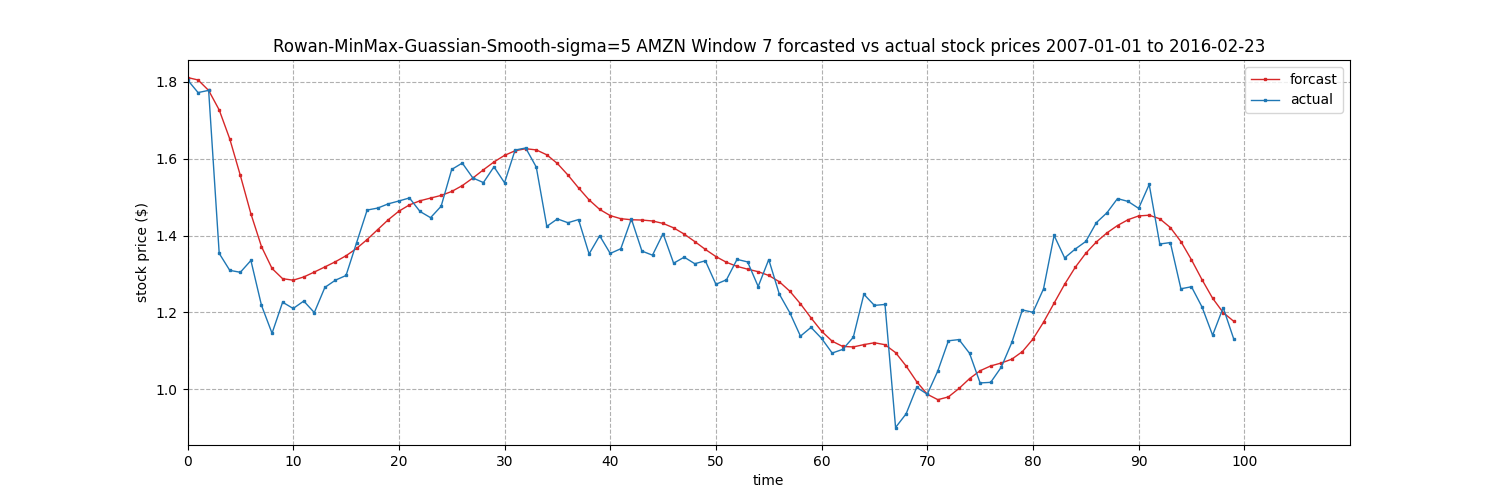 Rowan-MinMax-Guassian-Smooth-sigma=5 AMZN Window 7 forcasted vs actual stock prices 2007-01-01 to 2016-02-23
forcast
actual
stock price ($)
1.8
1.6
1.4
1.2
1.0
0 10 20 30 40 50 60 70 80 90 100
time